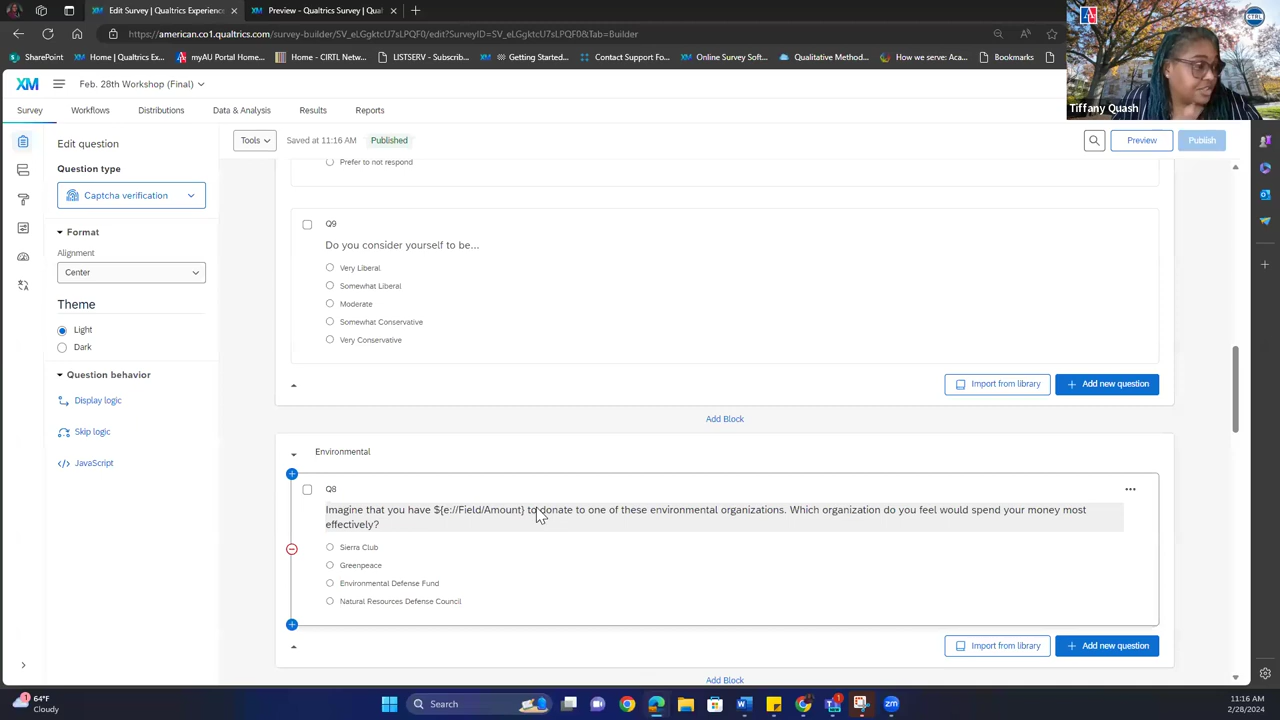 Edit Survey | Qualtrics Experience
Preview - Survey | Qual
https://american.co1.qualtrics.com/survey-builder/SV_eLGgktcU7sLPQF0/edit?SurveyID=SV_eLGgktcU7sLPQF0&Tab=Builder
SharePoint
Home | Qualtrics Ex...
myAU Portal Home...
Home - CIRTL Netw...
LISTSERV - Subscrib...
Getting Started...
Contact Support Fo...
Online Survey Soft...
Qualitative Method...
How we serve: Aca...
Bookmarks
CTRL
Tiffany Quash
XM
Feb. 28th Workshop (Final)
Survey
Workflows
Distributions
Data & Analysis
Results
Reports
Edit question
Tools
Saved at 11:16 AM
Published
Preview
Publish
Question type
Captcha verification
Format
Alignment
Center
Theme
Light
Dark
Question behavior
Display logic
Skip logic
JavaScript
Prefer to not respond
Q9
Do you consider yourself to be...
Very Liberal
Somewhat Liberal
Moderate
Somewhat Conservative
Very Conservative
Import from library
Add new question
Add Block
Environmental
Q8
Imagine that you have ${e://Field/Amount} to donate to one of these environmental organizations. Which organization do you feel would spend your money most
effectively?
Sierra Club
Greenpeace
Environmental Defense Fund
Natural Resources Defense Council
Import from library
Add new question
Add Block
64°F
Cloudy
Search
11:16 AM
2/28/2024